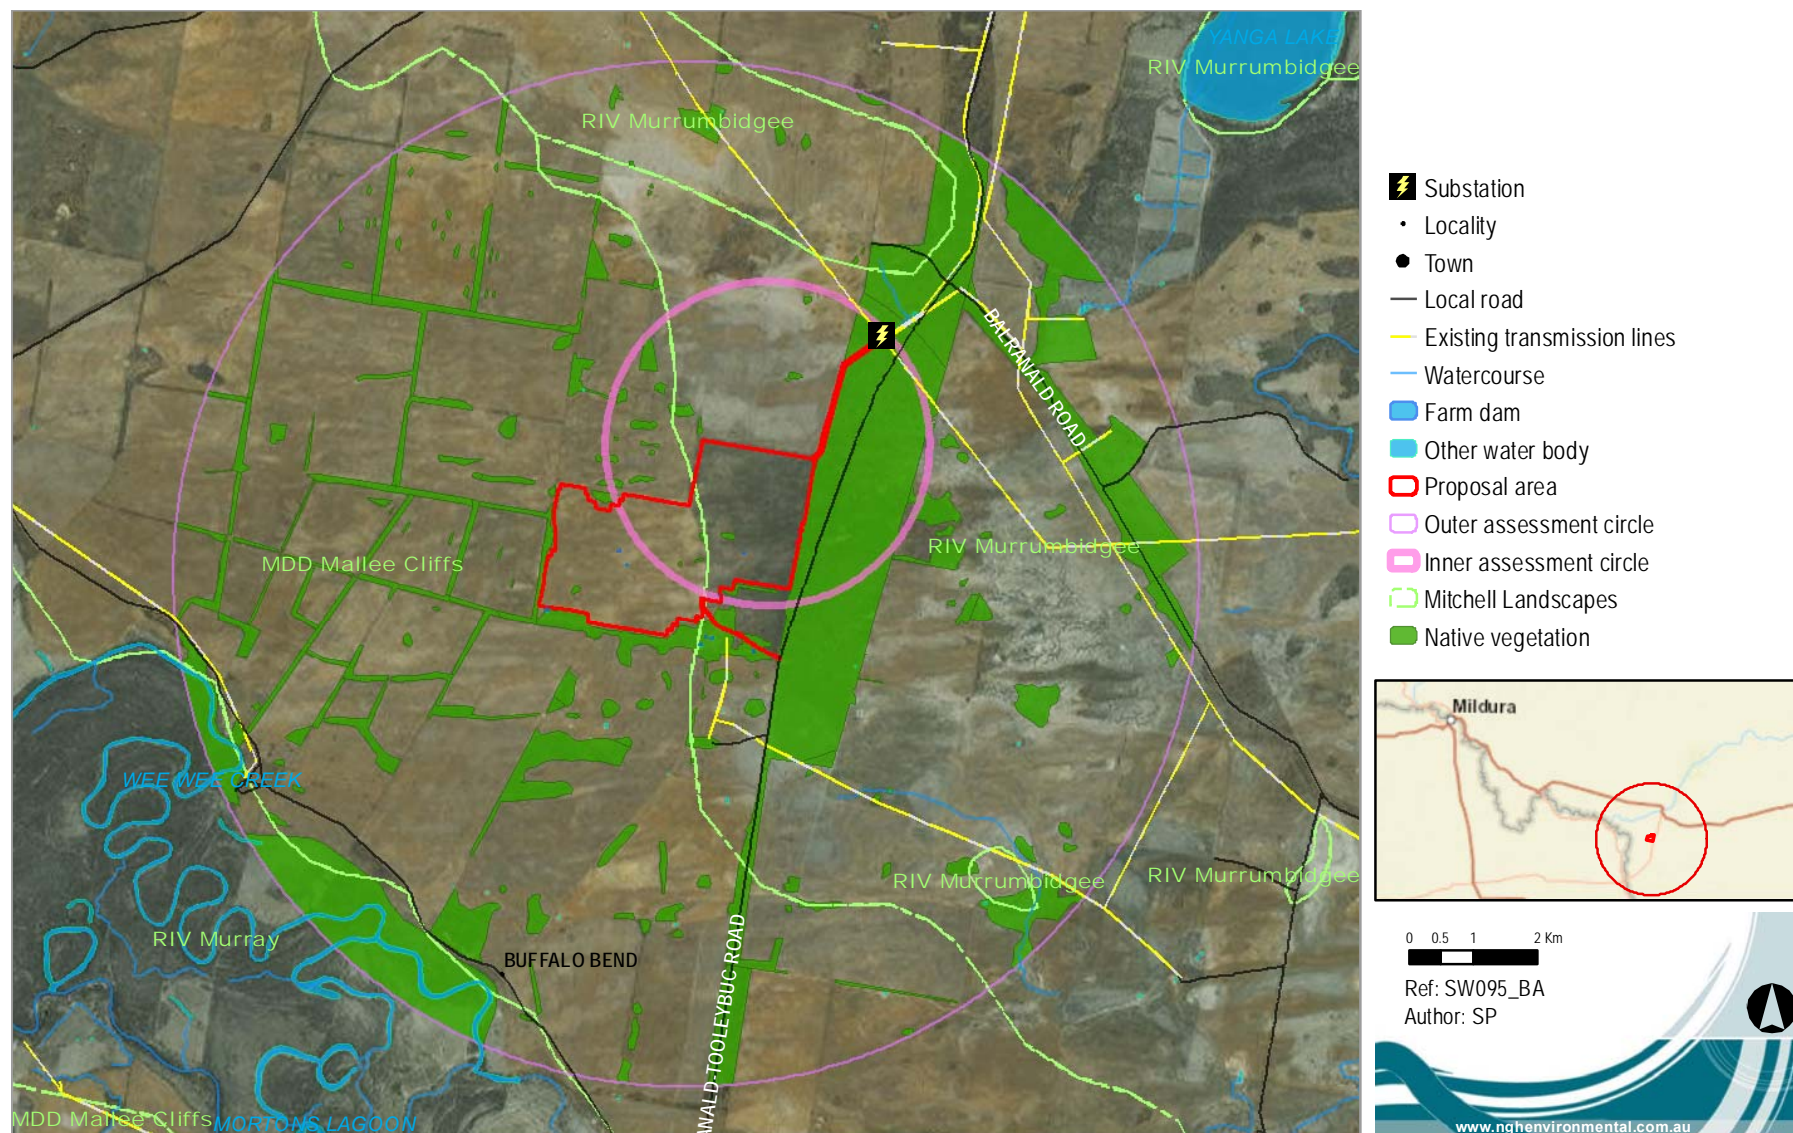 YANGA LAKE
RIV Murrumbidgee
RIV Murrumbidgee
BALRANALD ROAD
RIV Murrumbidgee
MDD Mallee Cliffs
WEE WEE CREEK
RIV Murrumbidgee
RIV Murrumbidgee
RIV Murray
BUFFALO BEND
NALD-TOOLEYBUC ROAD
MDD Mallee Cliffs
MORTONS LAGOON
Substation
Locality
Town
Local road
Existing transmission lines
Watercourse
Farm dam
Other water body
Proposal area
Outer assessment circle
Inner assessment circle
Mitchell Landscapes
Native vegetation
Mildura
0 0.5 1 2 Km
Ref: SW095_BA
Author: SP
www.nghenvironmental.com.au